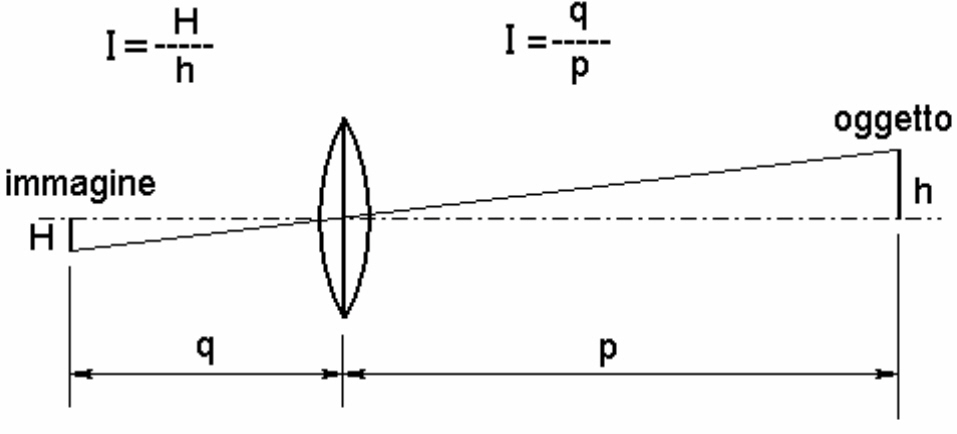 I = H / h
I = q / p
oggetto
immagine
h
H
q
p